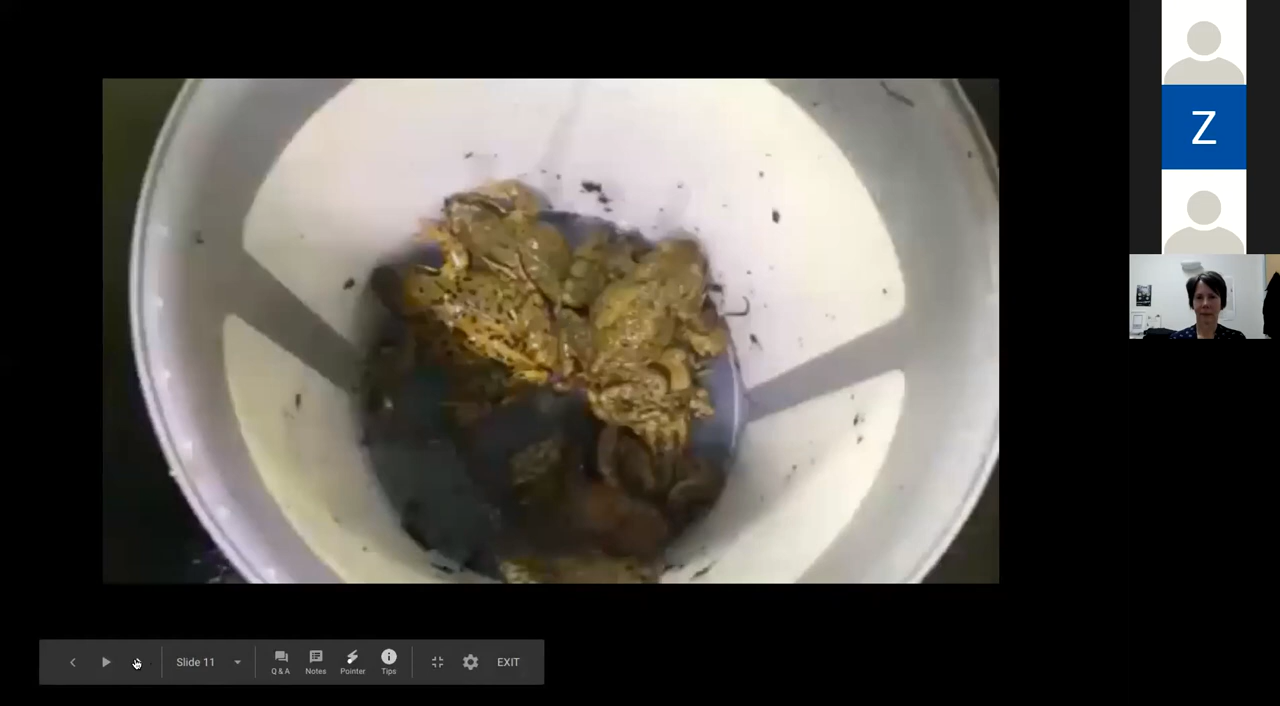 Z
Slide 11
Q & A
Notes
Pointer
Tips
EXIT